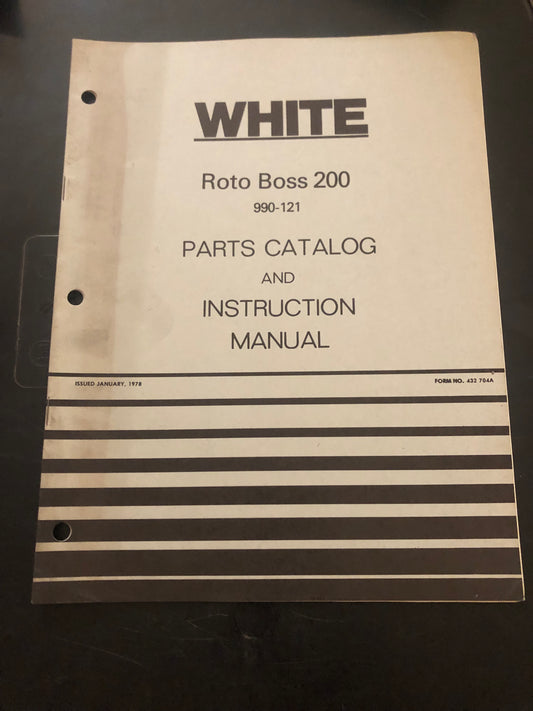 WHITE
Roto Boss 200
990-121
PARTS CATALOG
AND
INSTRUCTION
MANUAL
ISSUED JANUARY, 1978 FORM NO. 432 704A